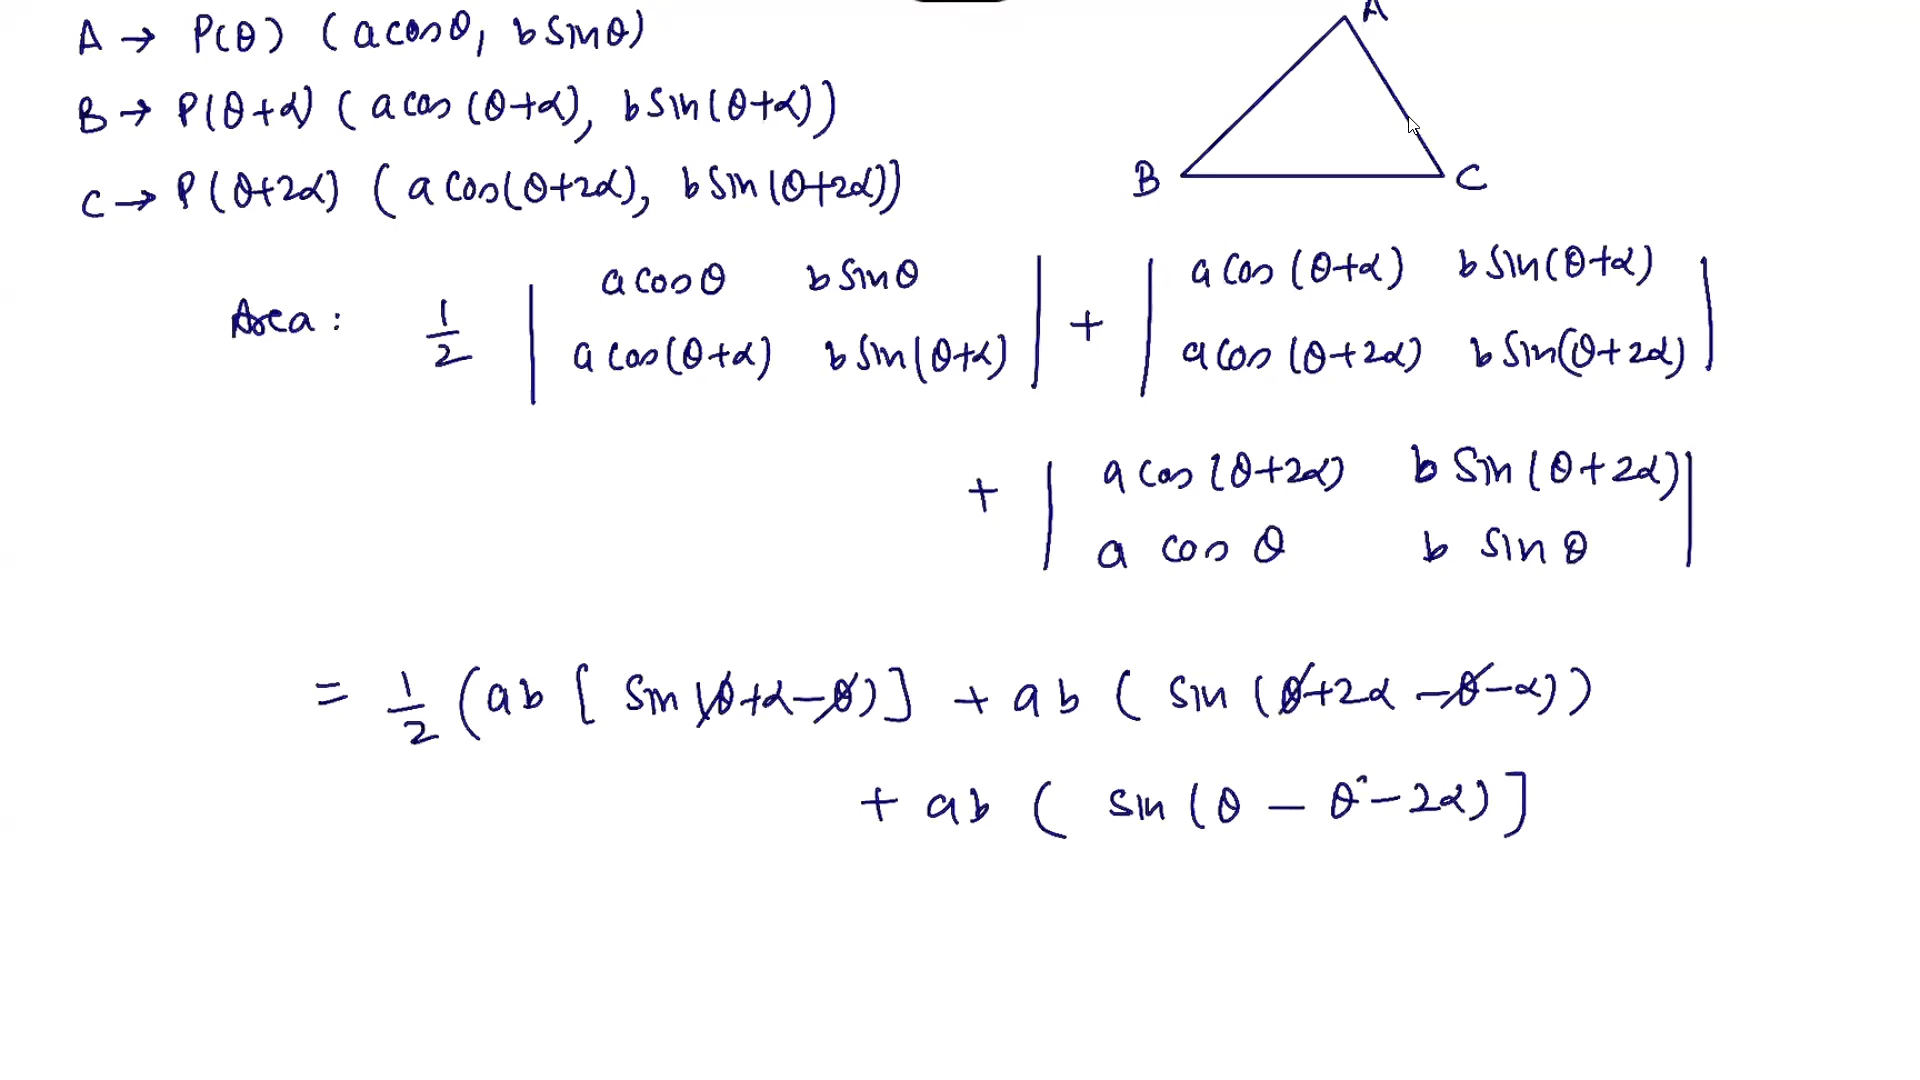 A → P(θ) (a cos θ, b sin θ)
A
B → P(θ+α) (a cos (θ+α), b sin (θ+α))
C → P(θ+2α) (a cos(θ+2α), b sin(θ+2α))
B C
Area : 1/2 | a cos θ b sin θ | + | a cos (θ+α) b sin(θ+α) |
| a cos(θ+α) b sin(θ+α) | | a cos (θ+2α) b sin(θ+2α) |
+ | a cos (θ+2α) b sin (θ+2α) |
| a cos θ b sin θ |
= 1/2 (ab [ sin (θ+α-θ)] + ab ( sin (θ+2α -θ-α))
+ ab ( sin (θ - θ - 2α) ]